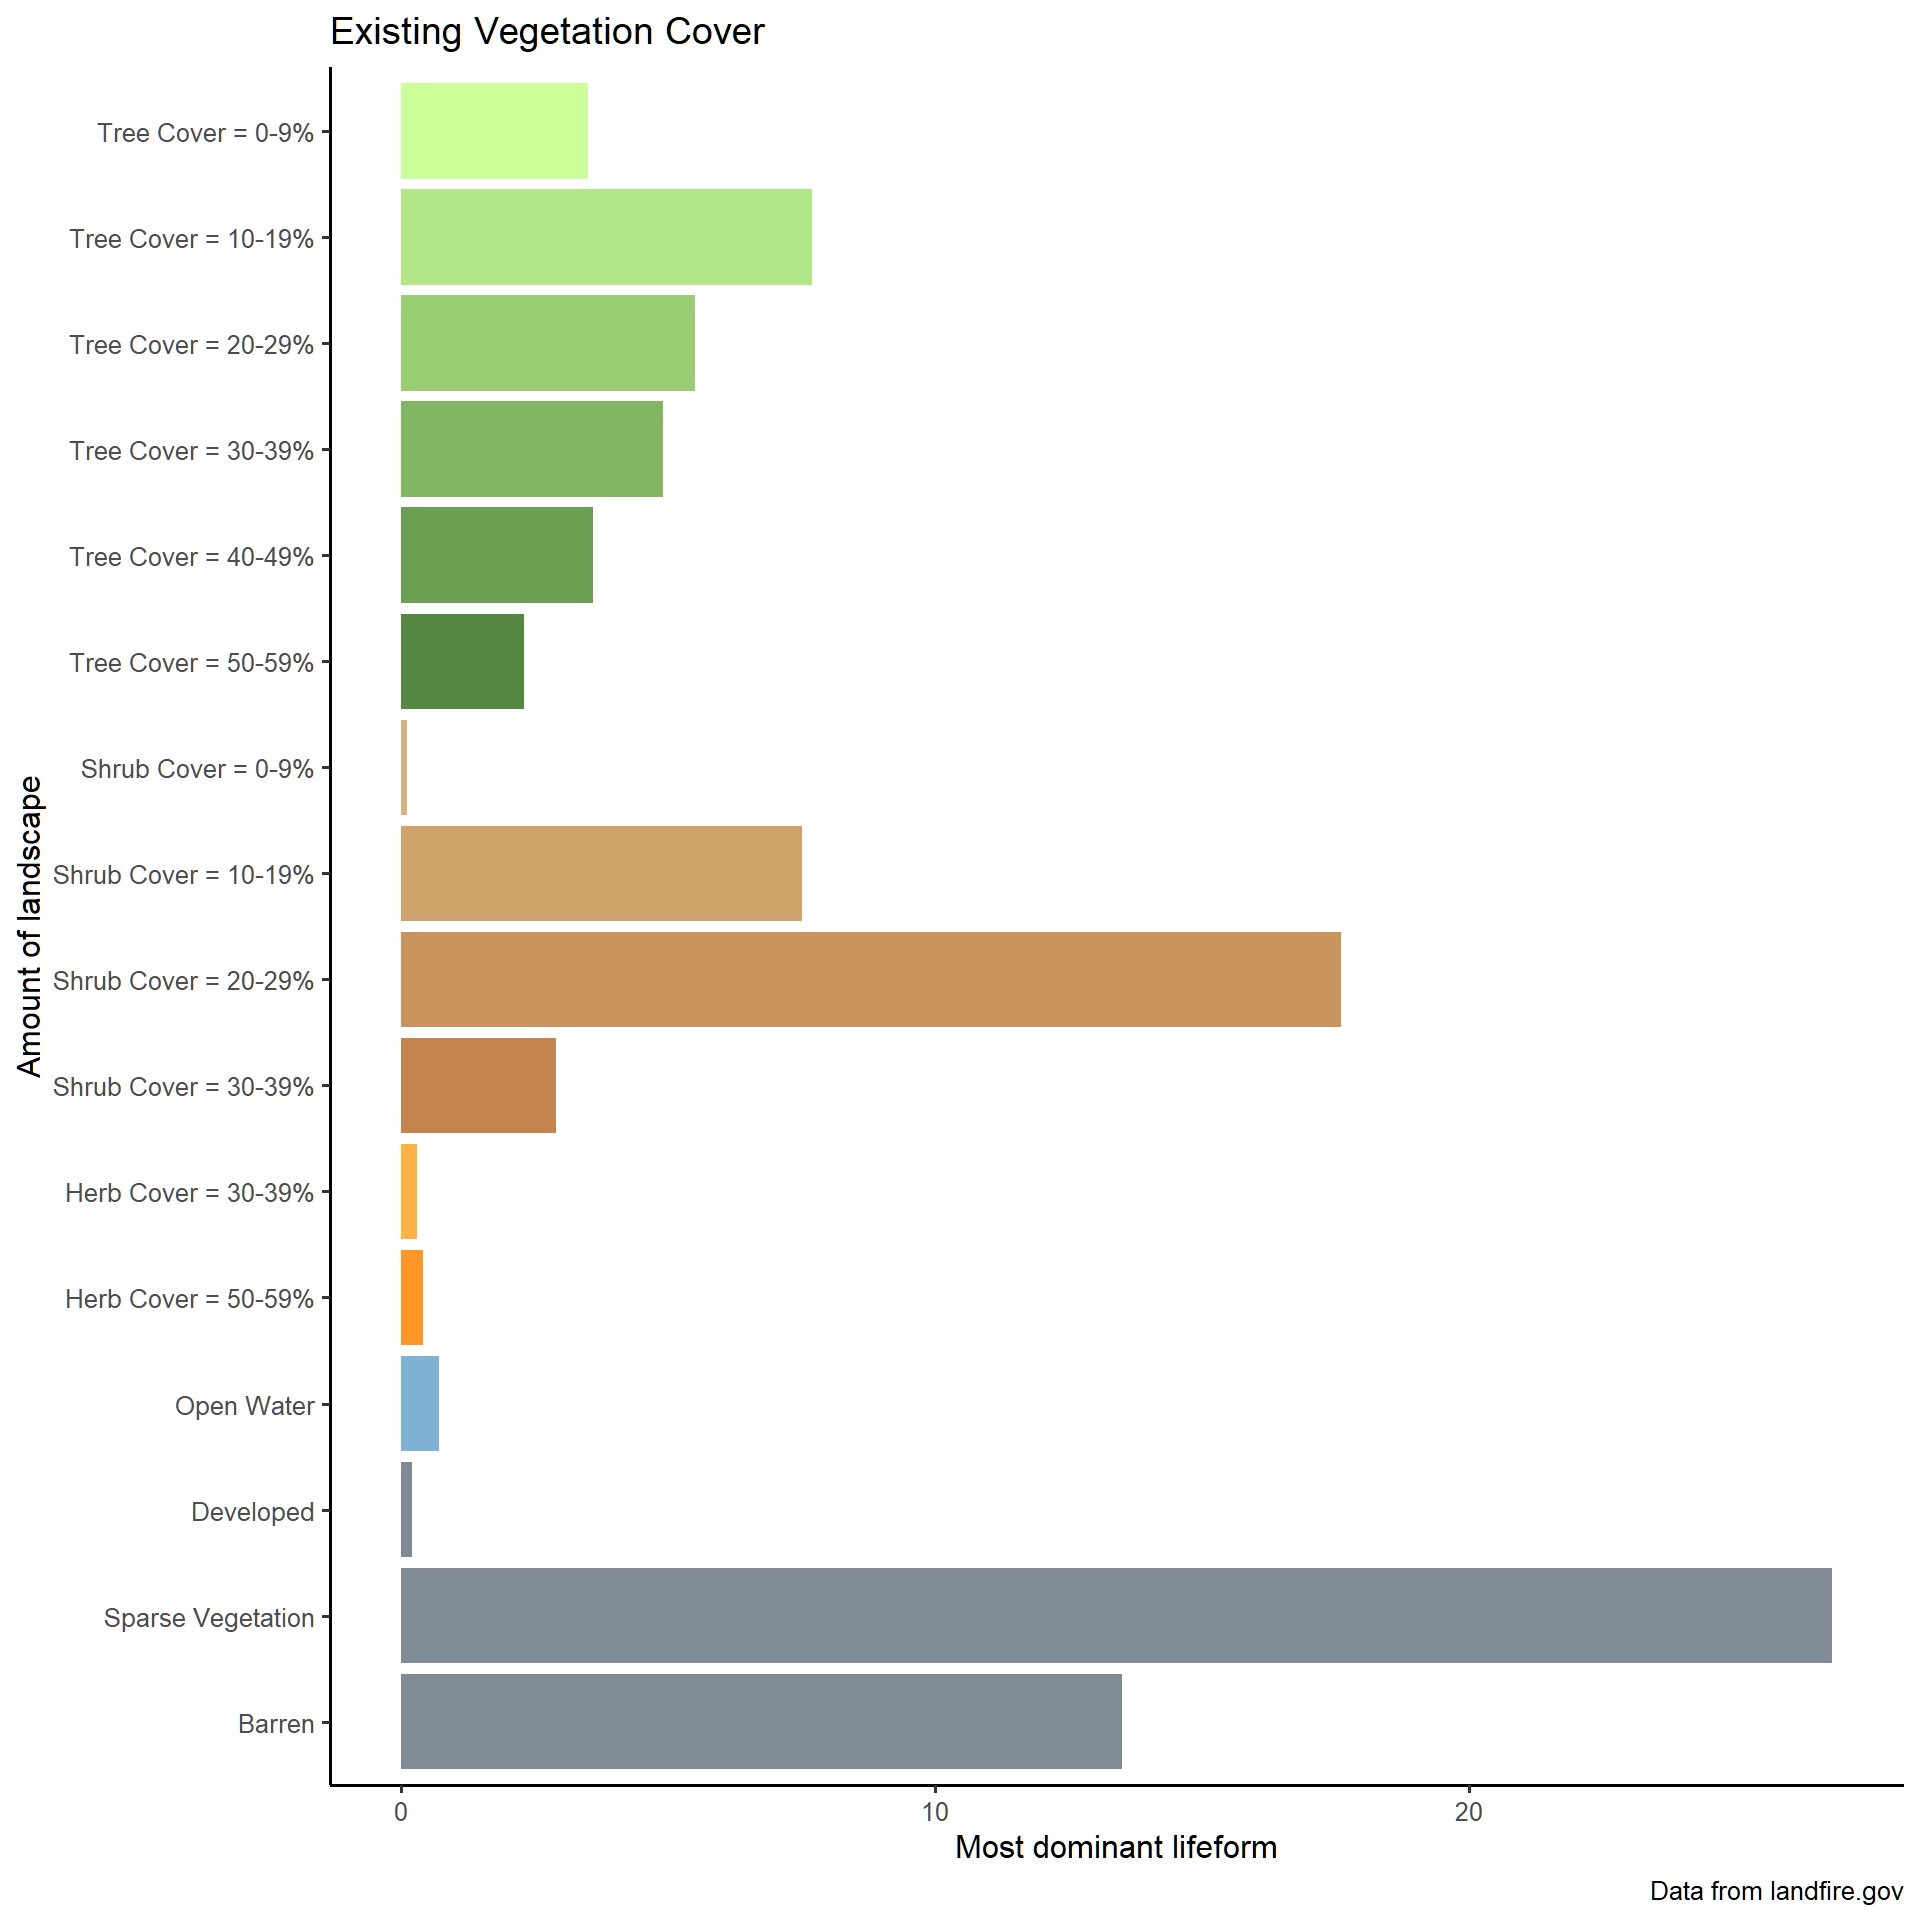 Existing Vegetation Cover
Tree Cover = 0-9%
Tree Cover = 10-19%
Tree Cover = 20-29%
Tree Cover = 30-39%
Tree Cover = 40-49%
Tree Cover = 50-59%
Shrub Cover = 0-9%
Shrub Cover = 10-19%
Shrub Cover = 20-29%
Shrub Cover = 30-39%
Herb Cover = 30-39%
Herb Cover = 50-59%
Open Water
Developed
Sparse Vegetation
Barren
Amount of landscape
0 10 20
Most dominant lifeform
Data from landfire.gov